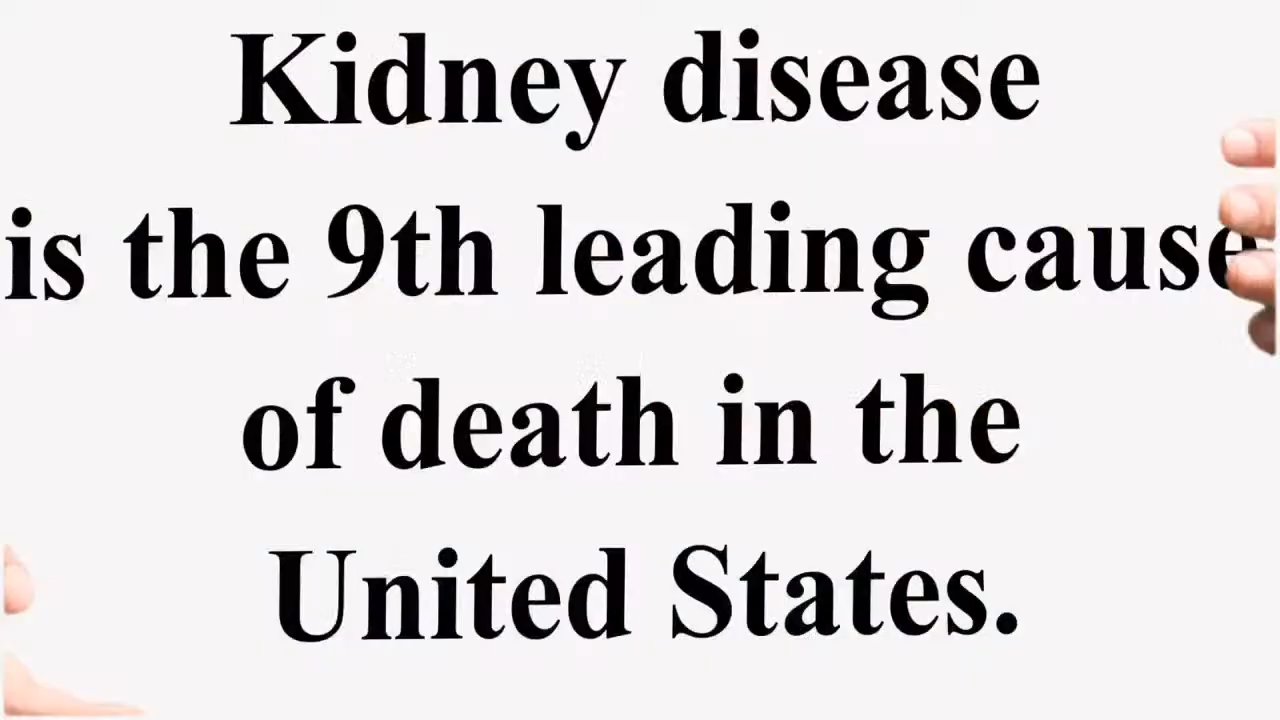 Kidney disease
is the 9th leading cause
of death in the
United States.